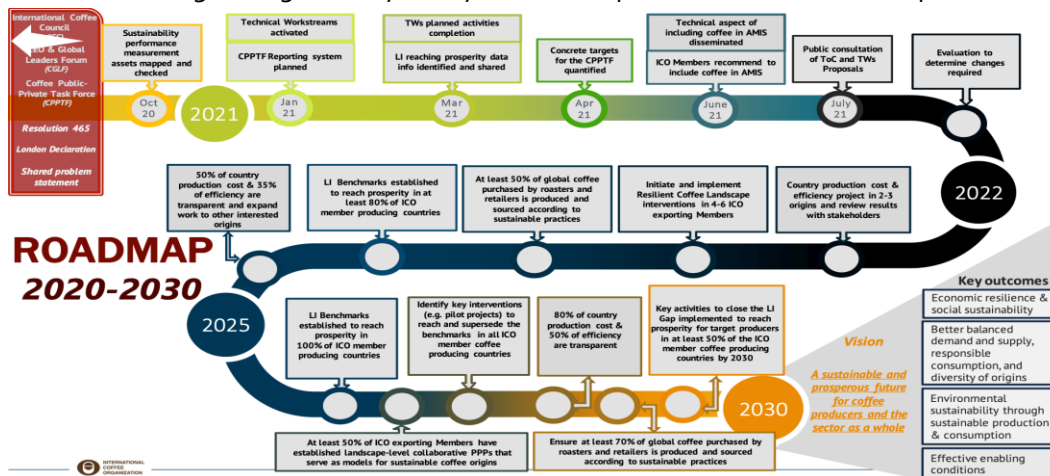 International Coffee
Council
CEO & Global
Leaders Forum
(CGLF)
Coffee Public-
Private Task Force
(CPPTF)
Resolution 465
London Declaration
Shared problem
statement
Sustainability
performance
measurement
assets mapped and
checked
Technical Workstreams
activated
CPPTF Reporting system
planned
TWs planned activities
completion
LI reaching prosperity data
info identified and shared
Concrete targets
for the CPPTF
quantified
Technical aspect of
including coffee in AMIS
disseminated
ICO Members recommend to
include coffee in AMIS
Public consultation
of ToC and TWs
Proposals
Evaluation to
determine changes
required
Oct
20
2021
Jan
21
Mar
21
Apr
21
June
21
July
21
2022
50% of country
production cost & 35%
of efficiency are
transparent and expand
work to other interested
origins
LI Benchmarks established
to reach prosperity in at
least 80% of ICO
member producing countries
At least 50% of global coffee
purchased by roasters and
retailers is produced and
sourced according to
sustainable practices
Initiate and implement
Resilient Coffee Landscape
interventions in 4-6 ICO
exporting Members
Country production cost &
efficiency project in 2-3
origins and review results
with stakeholders
ROADMAP
2020-2030
2025
LI Benchmarks
established to reach
prosperity in
100% of ICO member
producing countries
Identify key interventions
(e.g. pilot projects) to
reach and supersede the
benchmarks in all ICO
member coffee
producing countries
80% of country
production cost &
50% of efficiency
are transparent
Key activities to close the LI
Gap implemented to reach
prosperity for target producers
in at least 50% of the ICO
member coffee producing
countries by 2030
2030
At least 50% of ICO exporting Members have
established landscape-level collaborative PPPs that
serve as models for sustainable coffee origins
Ensure at least 70% of global coffee purchased by
roasters and retailers is produced and sourced
according to sustainable practices
Vision
A sustainable and
prosperous future
for coffee
producers and the
sector as a whole
Key outcomes
Economic resilience &
social sustainability
Better balanced
demand and supply,
responsible
consumption, and
diversity of origins
Environmental
sustainability through
sustainable production
& consumption
Effective enabling
conditions
INTERNATIONAL
COFFEE
ORGANIZATION